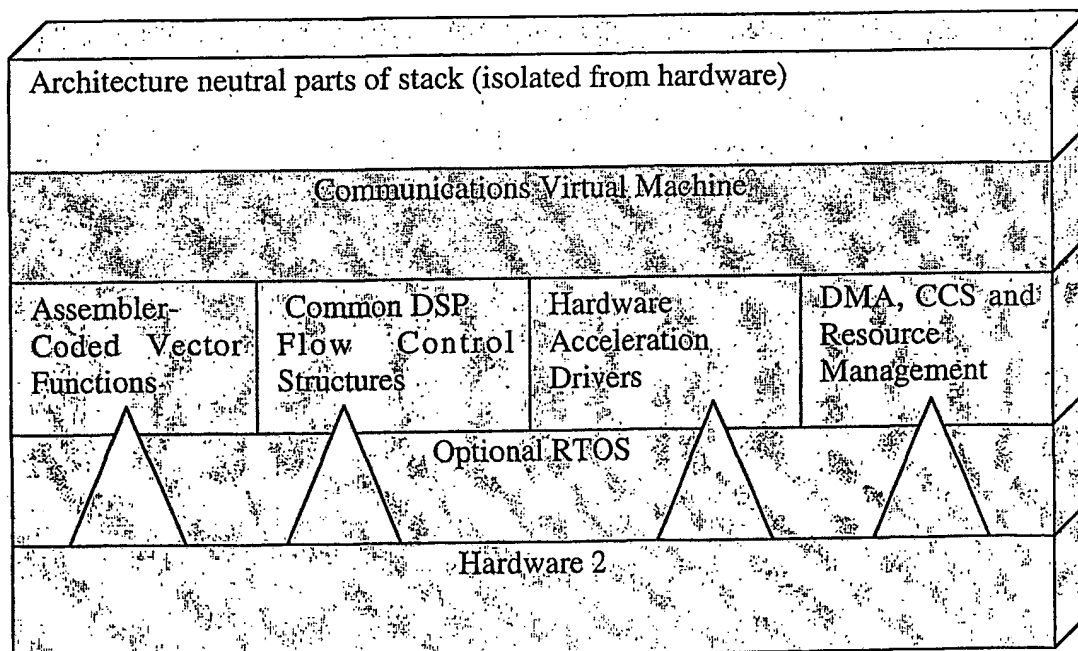 Architecture neutral parts of stack (isolated from hardware)
Communications Virtual Machine
Assembler-
Coded Vector
Functions
Common DSP
Flow Control
Structures
Hardware
Acceleration
Drivers
DMA, CCS and
Resource
Management
Optional RTOS
Hardware 2